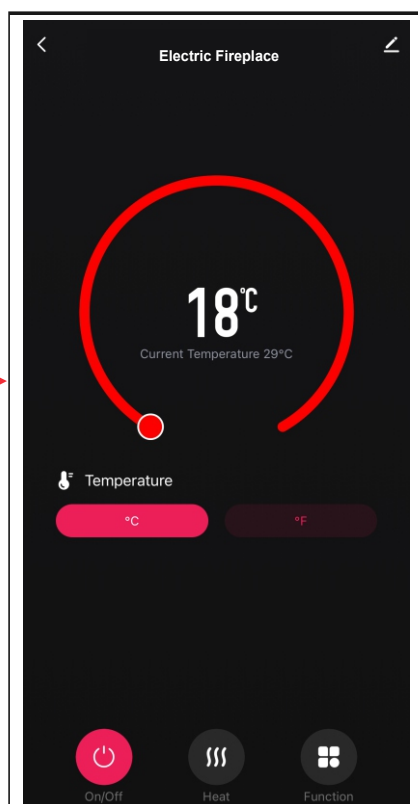 Electric Fireplace
18°C
Current Temperature 29°C
Temperature
°C
°F
On/Off
Heat
Function